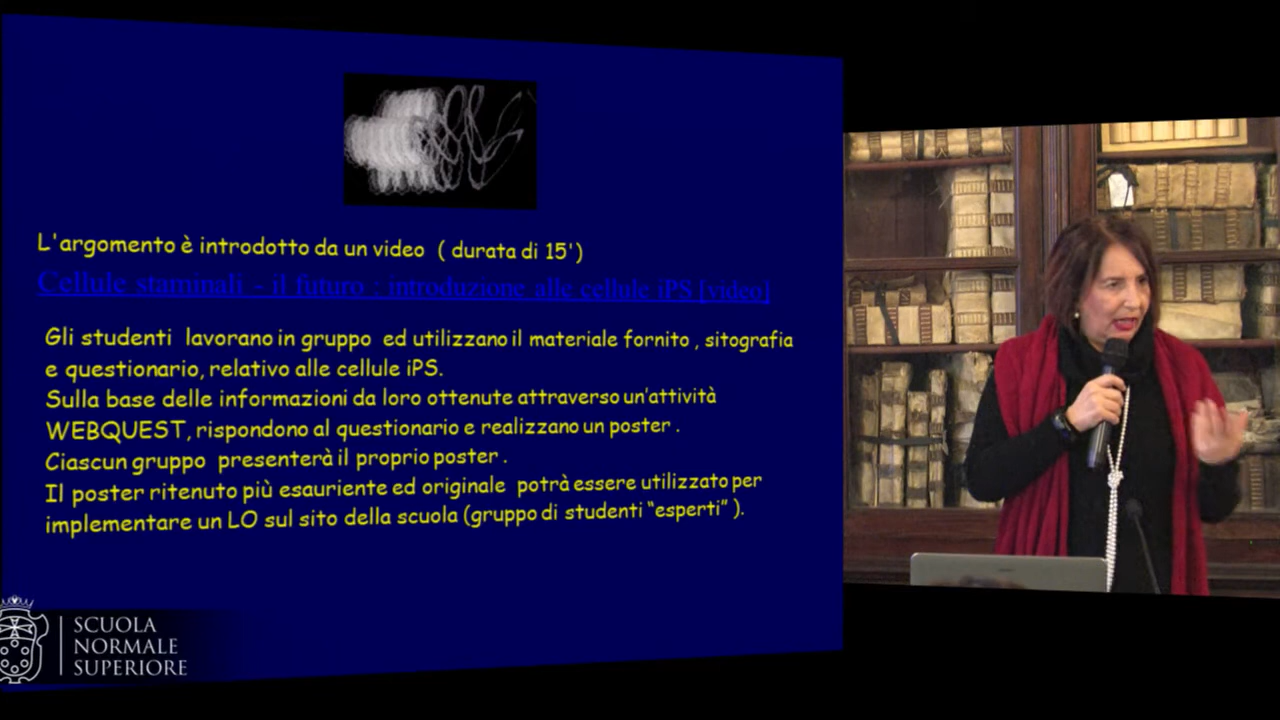 L'argomento è introdotto da un video ( durata di 15')
Cellule staminali - il futuro : introduzione alle cellule iPS [video]
Gli studenti lavorano in gruppo ed utilizzano il materiale fornito , sitografia
e questionario, relativo alle cellule iPS.
Sulla base delle informazioni da loro ottenute attraverso un'attività
WEBQUEST, rispondono al questionario e realizzano un poster .
Ciascun gruppo presenterà il proprio poster .
Il poster ritenuto più esauriente ed originale potrà essere utilizzato per
implementare un LO sul sito della scuola (gruppo di studenti “esperti” ).
SCUOLA
NORMALE
SUPERIORE